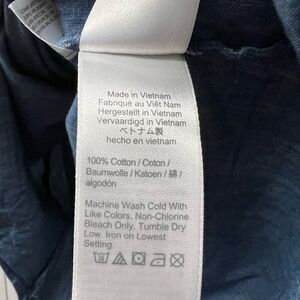 Made in Vietnam
Fabriqué au Viêt Nam
Hergestellt in Vietnam
Vervaardigd in Vietnam
ベトナム製
hecho en vietnam
100% Cotton / Coton /
Baumwolle / Katoen / 綿 /
algodón
Machine Wash Cold With
Like Colors. Non-Chlorine
Bleach Only. Tumble Dry
Low. Iron on Lowest
Setting.